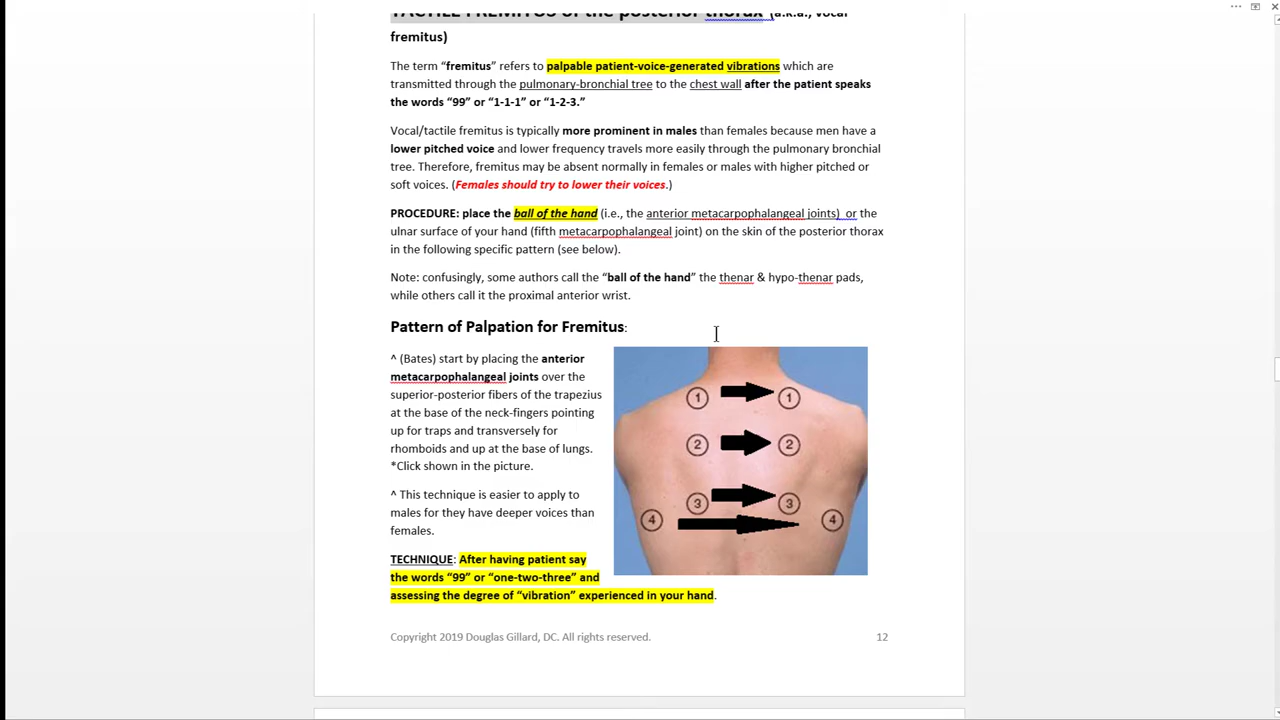 TACTILE FREMITUS of the posterior thorax (a.k.a., vocal
fremitus)
The term “fremitus” refers to palpable patient-voice-generated vibrations which are
transmitted through the pulmonary-bronchial tree to the chest wall after the patient speaks
the words “99” or “1-1-1” or “1-2-3.”
Vocal/tactile fremitus is typically more prominent in males than females because men have a
lower pitched voice and lower frequency travels more easily through the pulmonary bronchial
tree. Therefore, fremitus may be absent normally in females or males with higher pitched or
soft voices. (Females should try to lower their voices.)
PROCEDURE: place the ball of the hand (i.e., the anterior metacarpophalangeal joints) or the
ulnar surface of your hand (fifth metacarpophalangeal joint) on the skin of the posterior thorax
in the following specific pattern (see below).
Note: confusingly, some authors call the “ball of the hand” the thenar & hypo-thenar pads,
while others call it the proximal anterior wrist.
Pattern of Palpation for Fremitus:
^ (Bates) start by placing the anterior
metacarpophalangeal joints over the
superior-posterior fibers of the trapezius
at the base of the neck-fingers pointing
up for traps and transversely for
rhomboids and up at the base of lungs.
*Click shown in the picture.
^ This technique is easier to apply to
males for they have deeper voices than
females.
TECHNIQUE: After having patient say
the words “99” or “one-two-three” and
assessing the degree of “vibration” experienced in your hand.
1 1
2 2
3 3
4 4
Copyright 2019 Douglas Gillard, DC. All rights reserved. 12